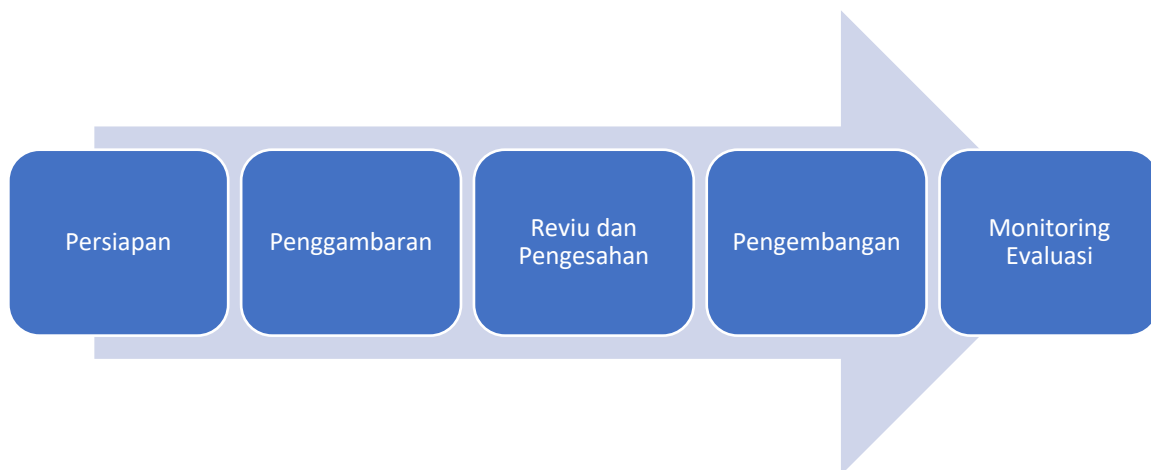 Persiapan
Penggambaran
Reviu dan
Pengesahan
Pengembangan
Monitoring
Evaluasi